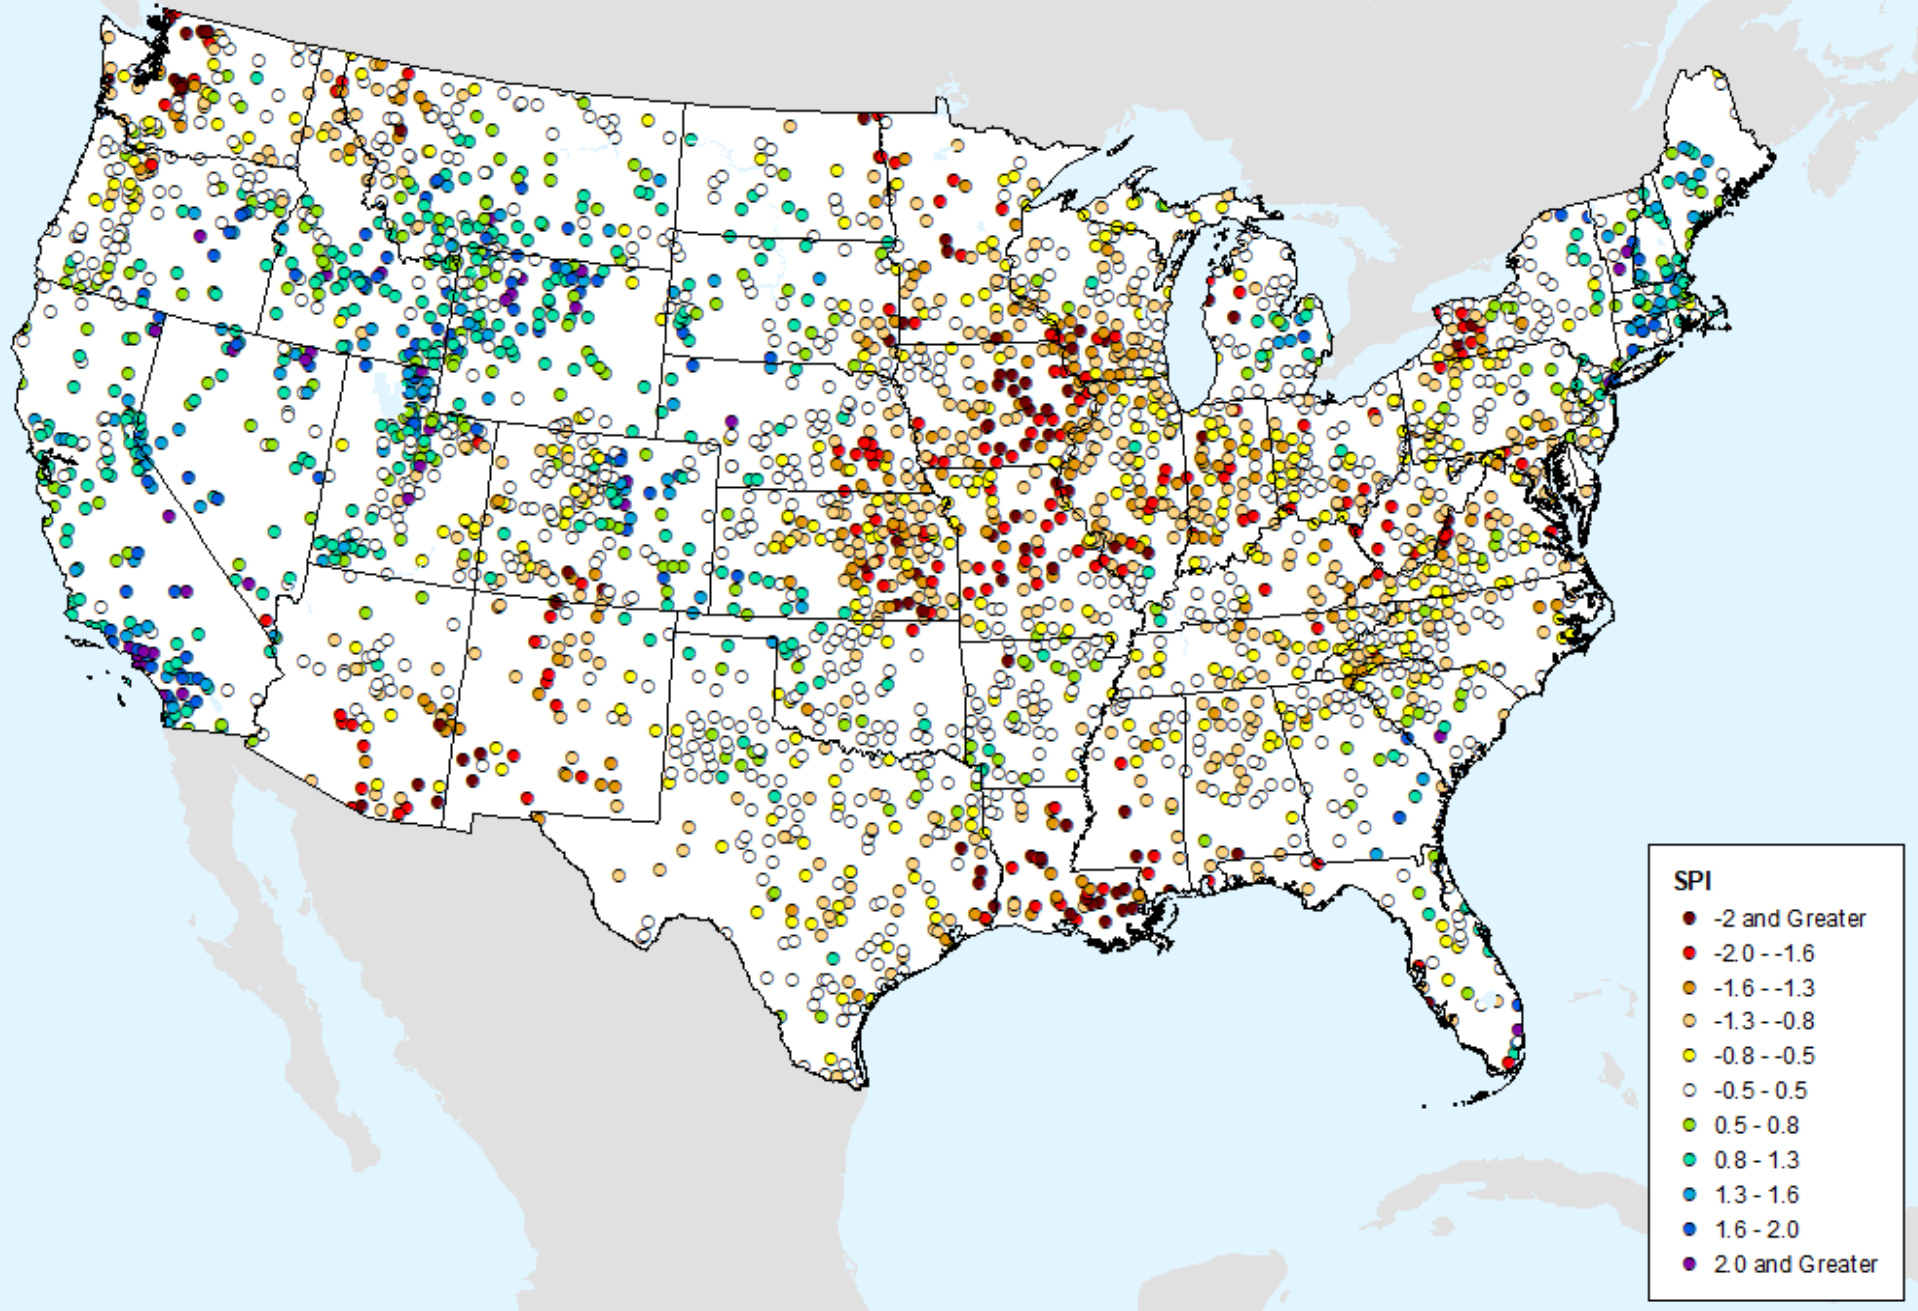 SPI
-2 and Greater
-2.0 - -1.6
-1.6 - -1.3
-1.3 - -0.8
-0.8 - -0.5
-0.5 - 0.5
0.5 - 0.8
0.8 - 1.3
1.3 - 1.6
1.6 - 2.0
2.0 and Greater